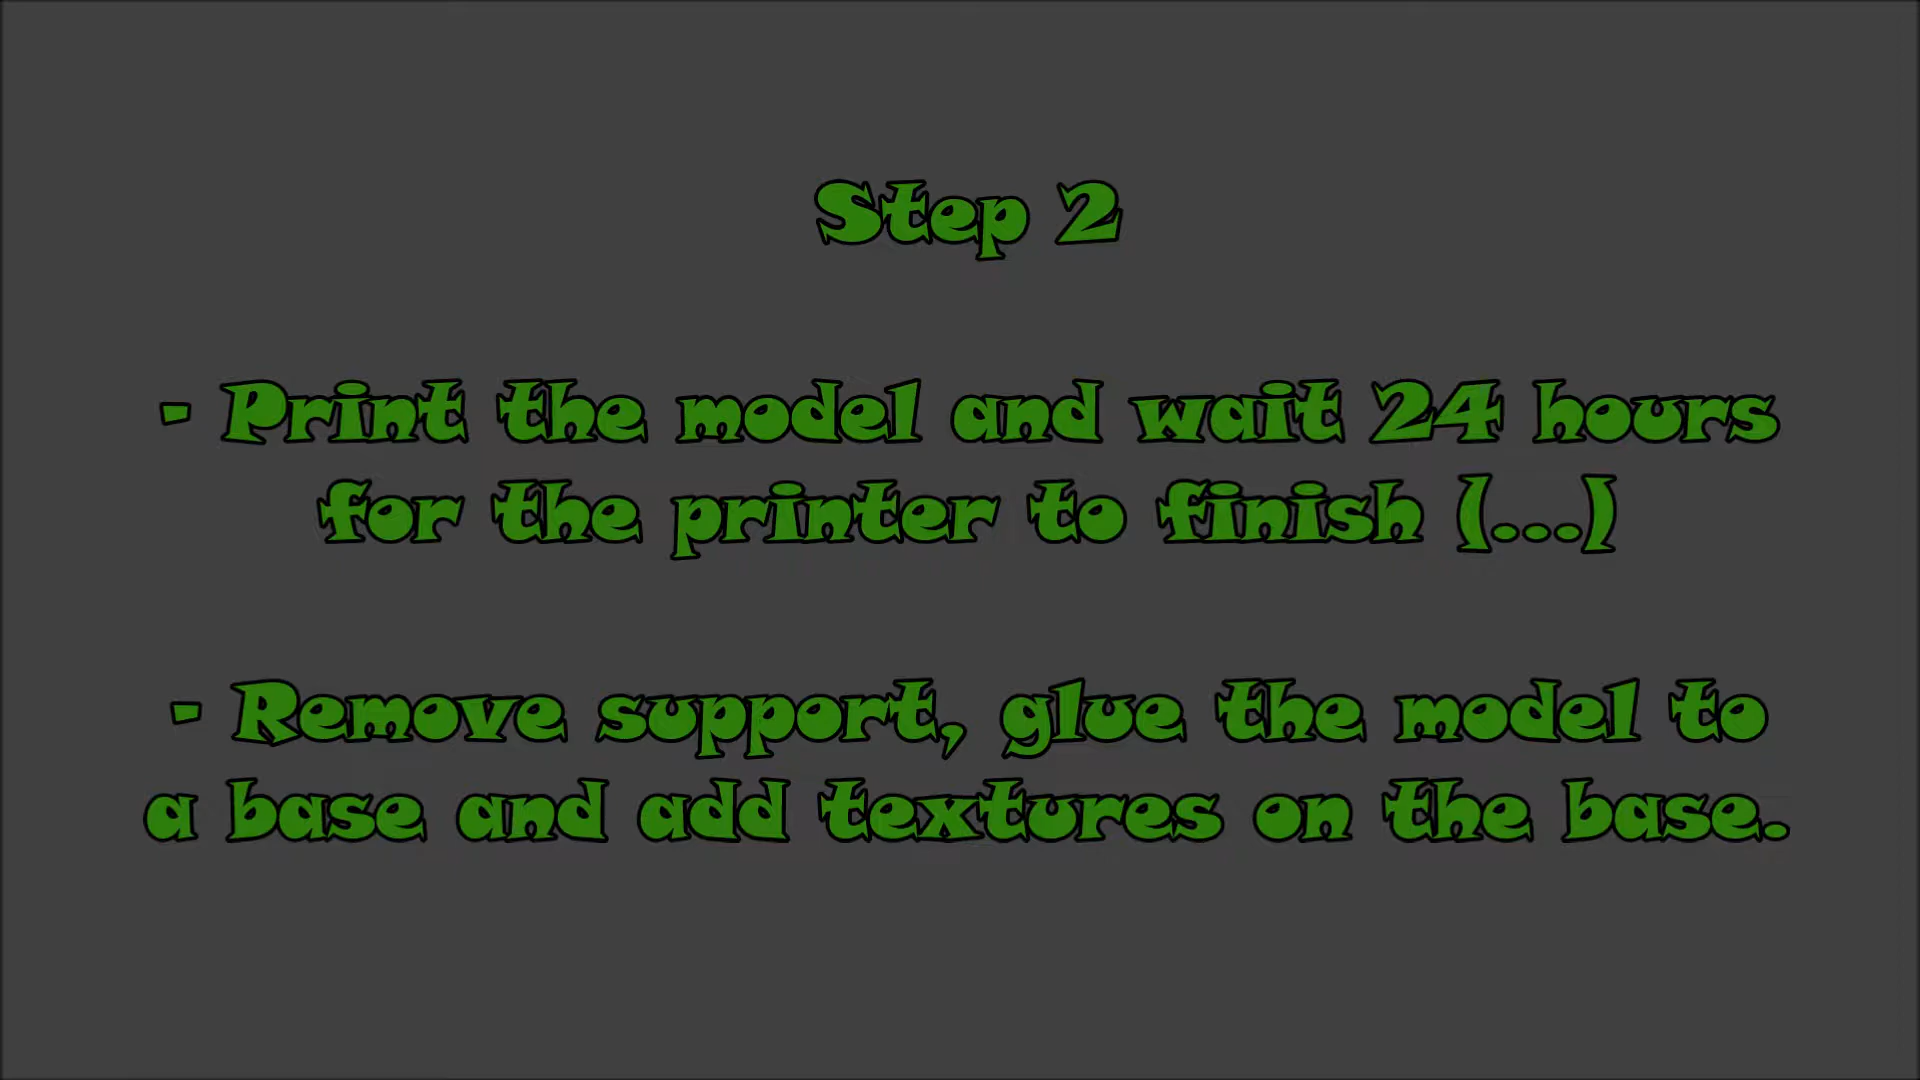 Step 2
- Print the model and wait 24 hours
for the printer to finish (...)
- Remove support, glue the model to
a base and add textures on the base.